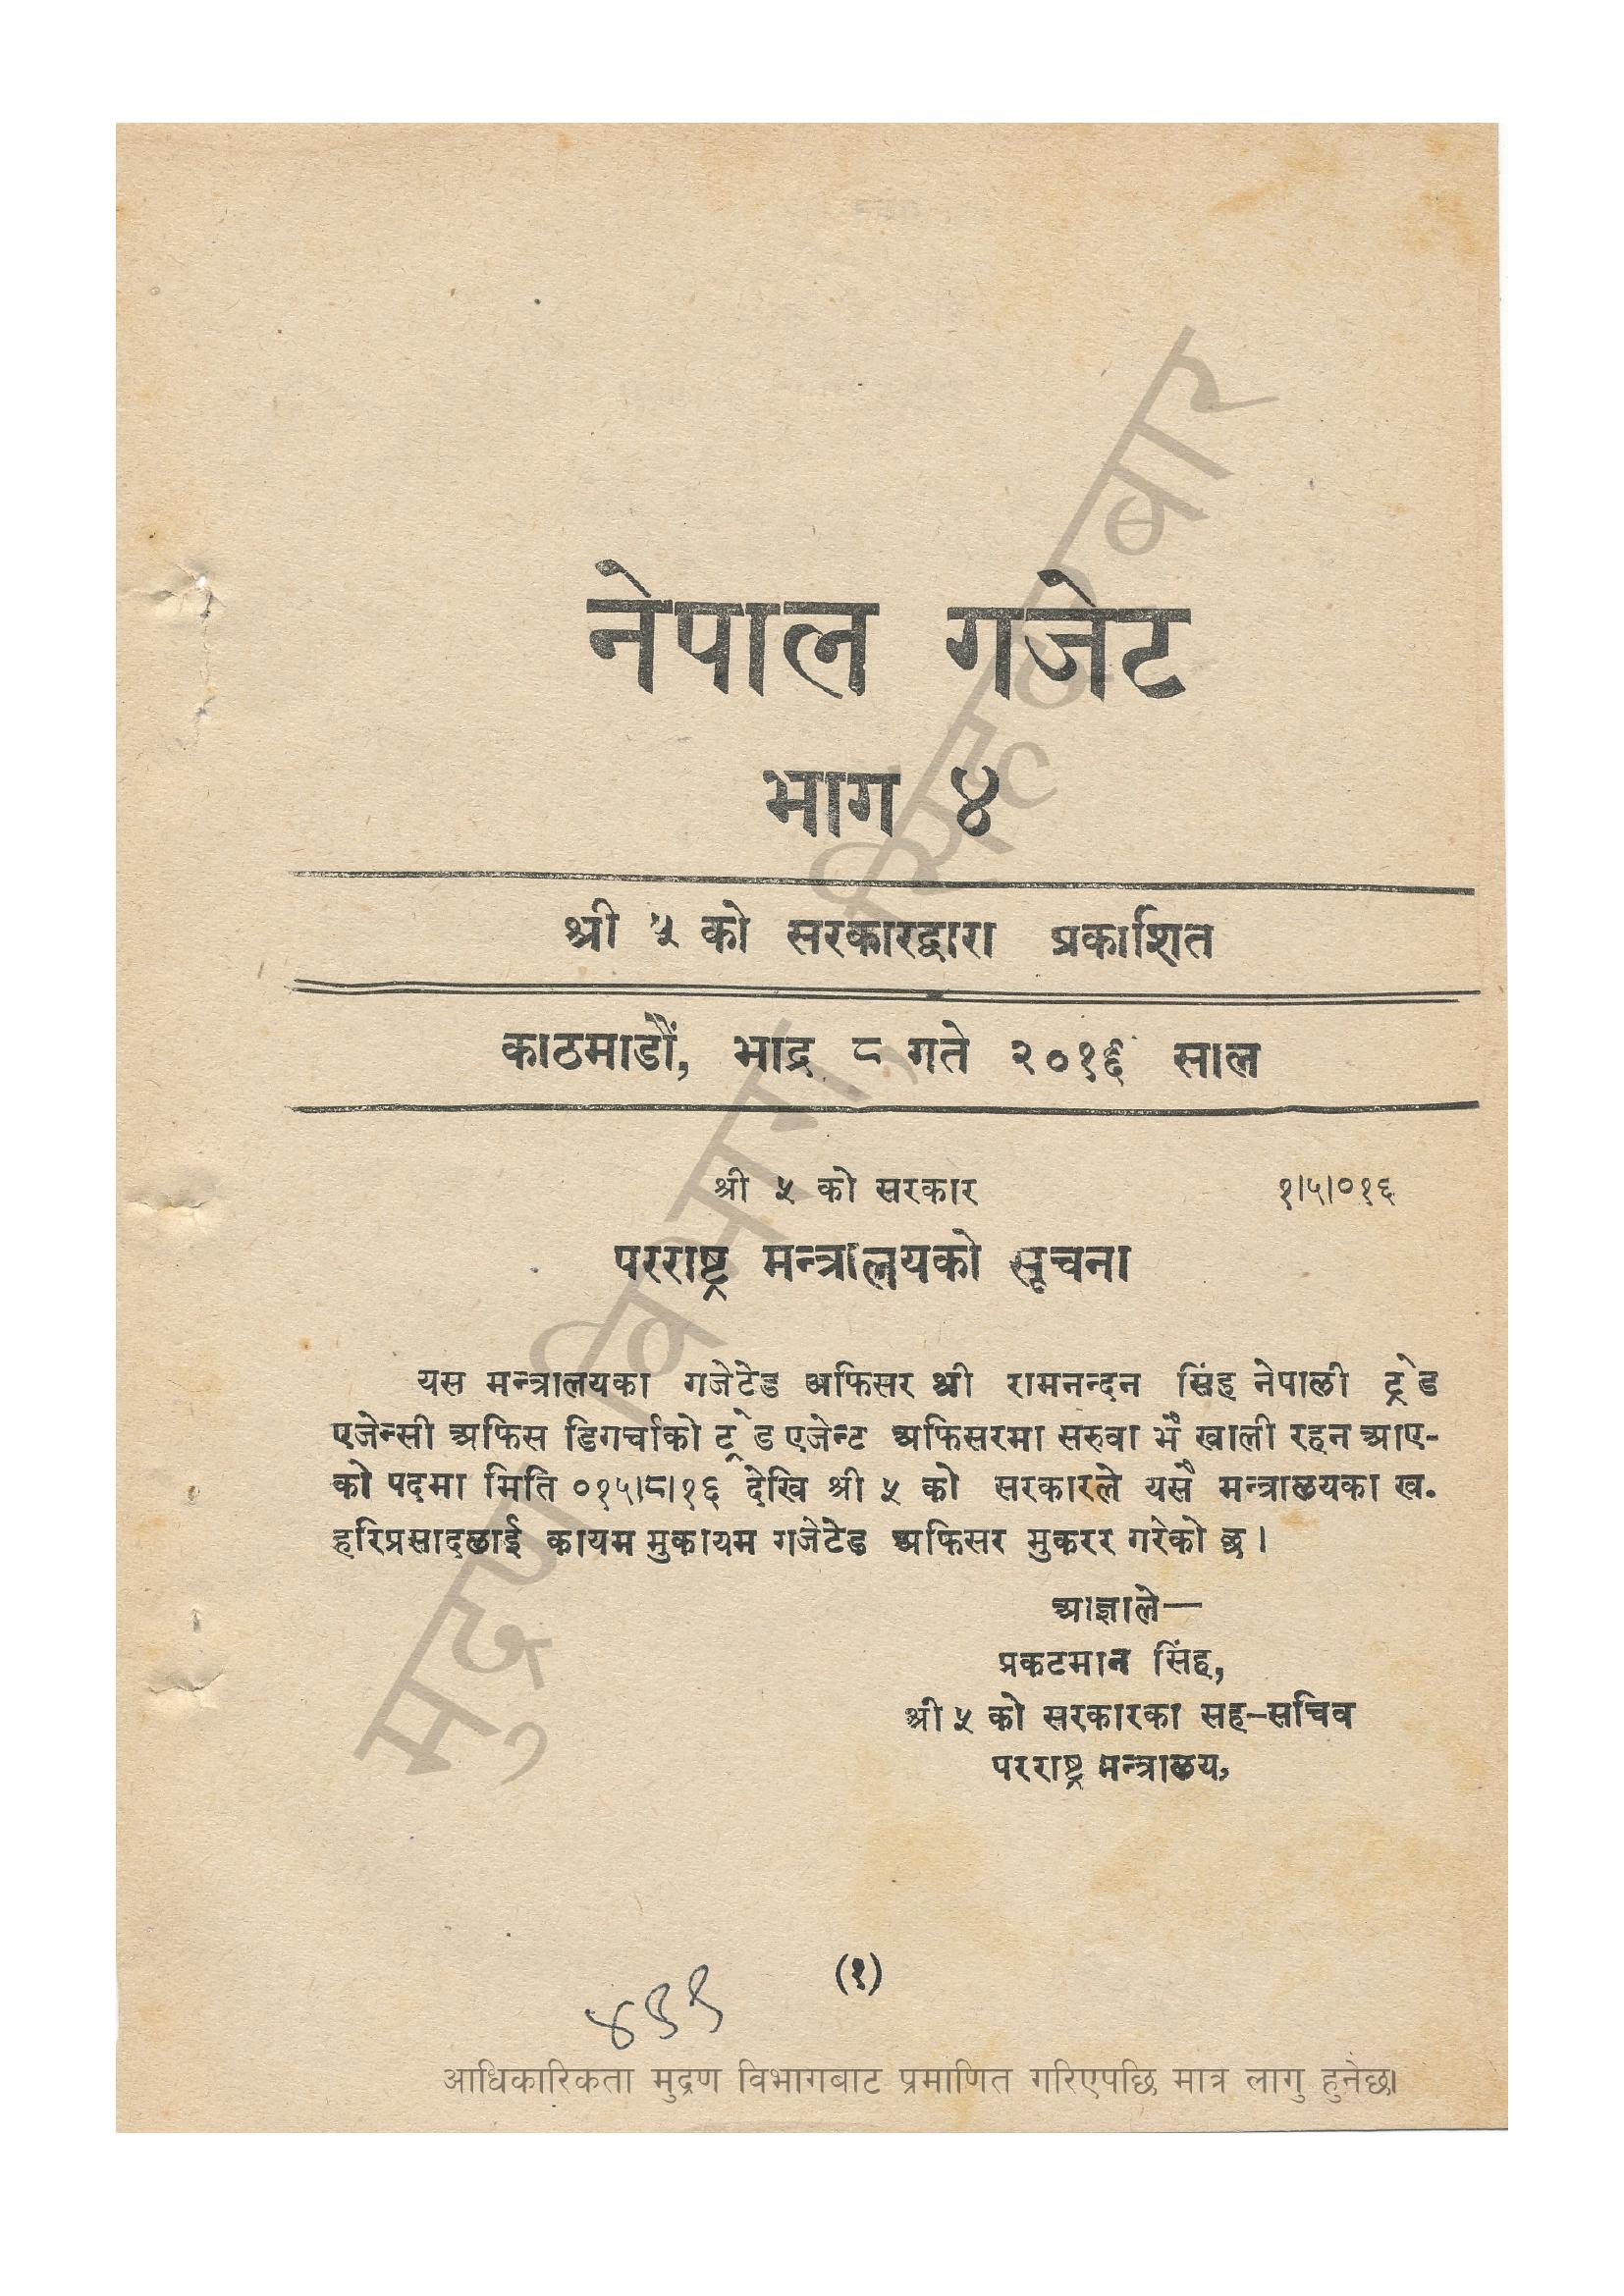 नेपाल गजेट
भाग ४
श्री ५ को सरकारद्वारा प्रकाशित
काठमाडौं, भाद्र ८ गते २०१६ साल
श्री ५ को सरकार १।५।०१६
परराष्ट्र मन्त्रालयको सूचना
यस मन्त्रालयका गजेटेड अफिसर श्री रामनन्दन सिंह नेपाली ट्रेड
एजेन्सी अफिस डिगर्चाको ट्रेड एजेन्ट अफिसरमा सरुवा भै खाली रहन आए-
को पदमा मिति ०१५।८।१६ देखि श्री ५ को सरकारले यसै मन्त्रालयका ख.
हरिप्रसादलाई कायम मुकायम गजेटेड अफिसर मुकरर गरेको छ।
आज्ञाले—
प्रकटमान सिंह,
श्री ५ को सरकारका सह-सचिव
परराष्ट्र मन्त्रालय,
(१)
आधिकारिकता मुद्रण विभागबाट प्रमाणित गरिएपछि मात्र लागु हुनेछ।